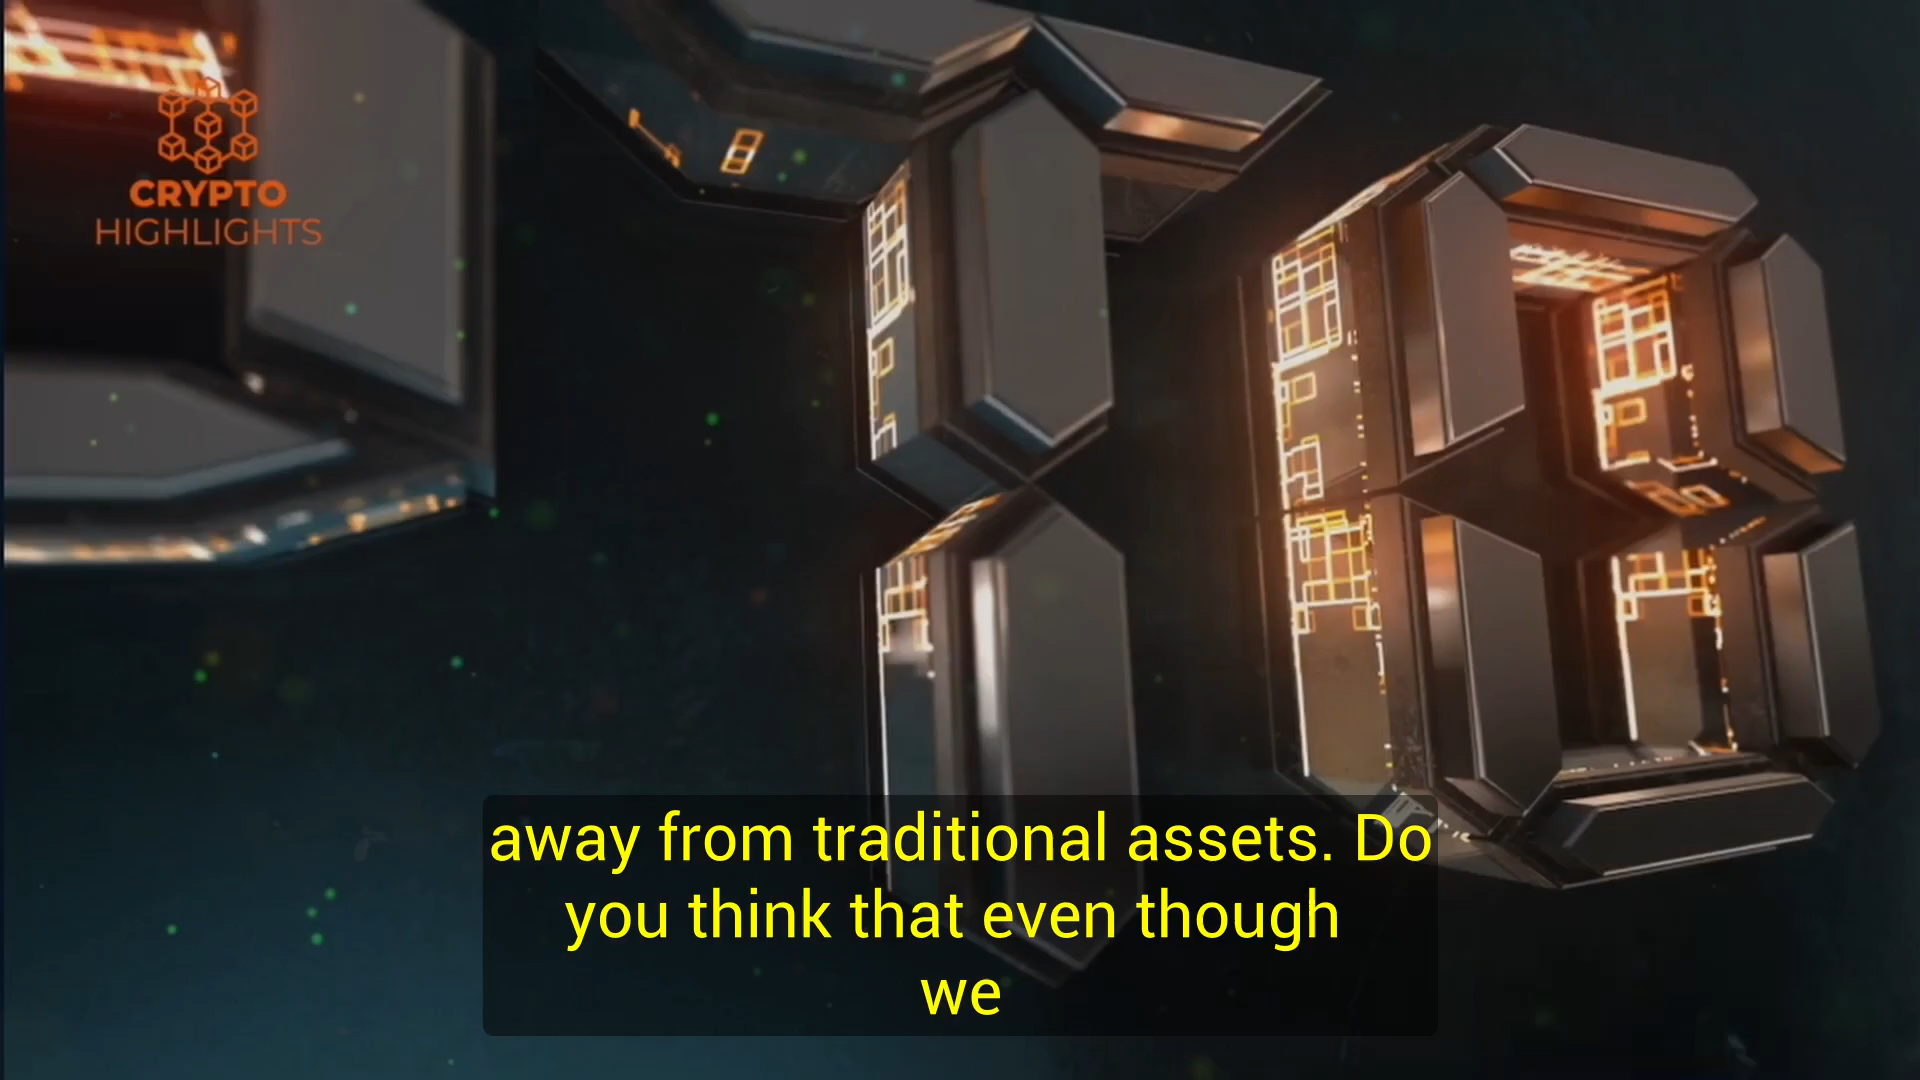 CRYPTO
HIGHLIGHTS
away from traditional assets. Do
you think that even though
we